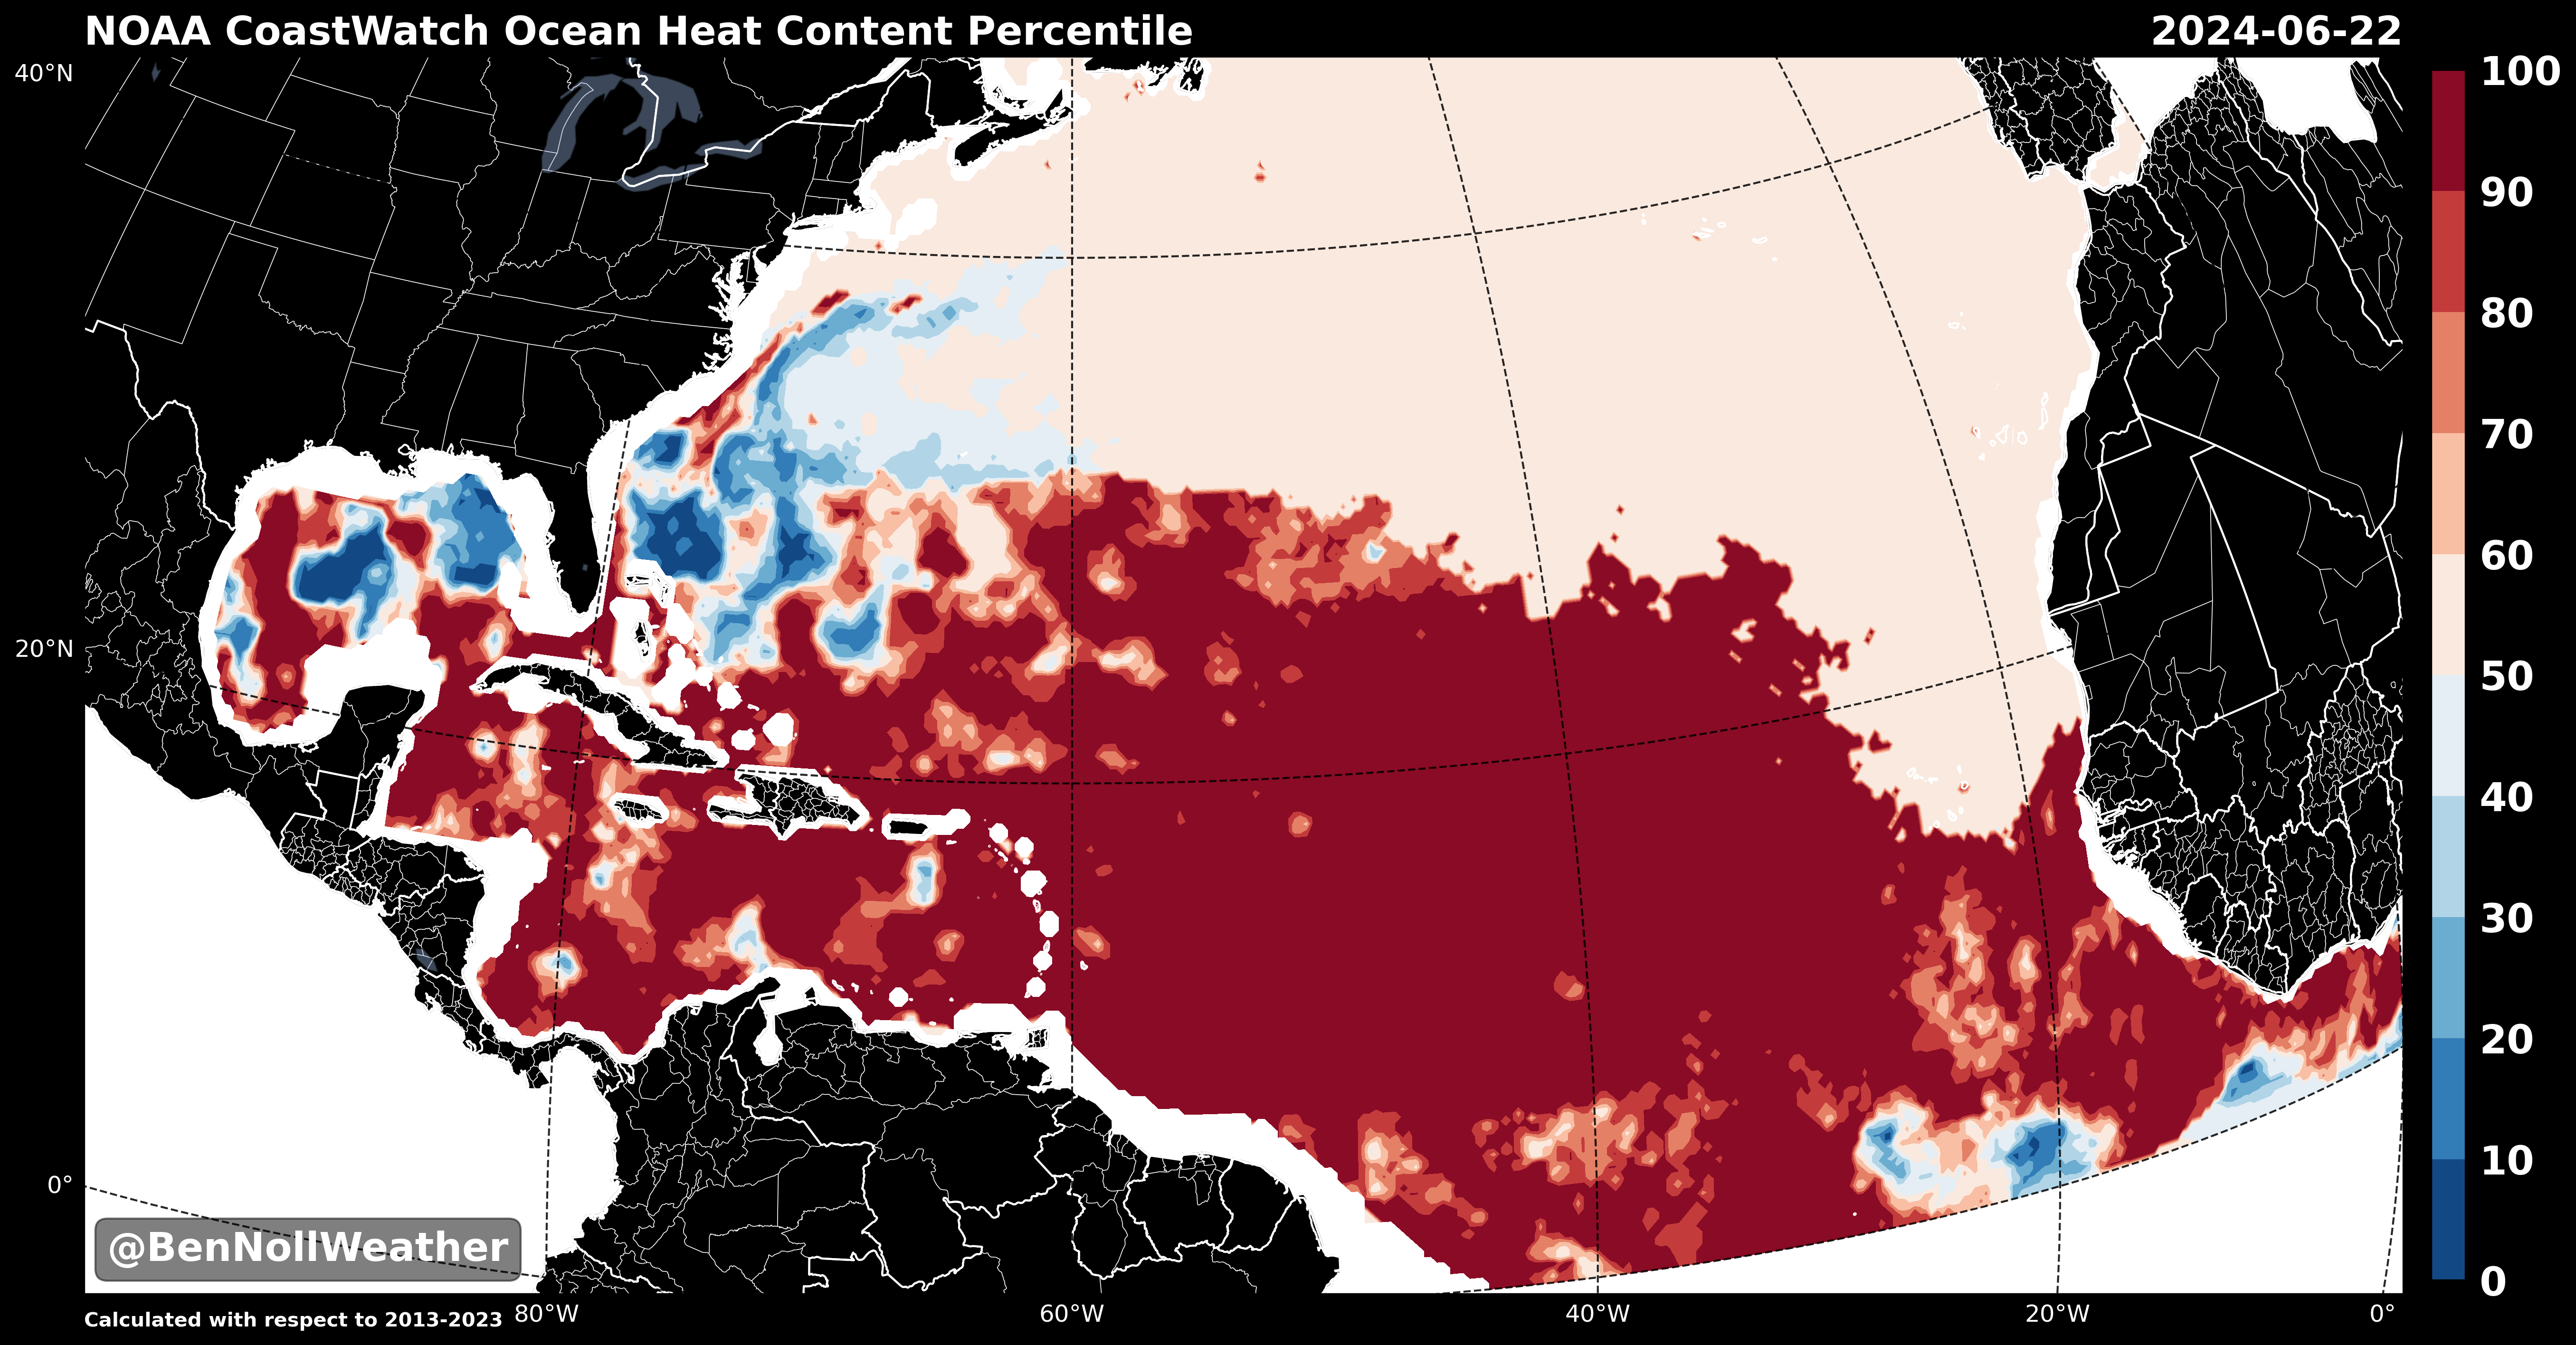 NOAA CoastWatch Ocean Heat Content Percentile
2024-06-22
40°N
20°N
0°
100
90
80
70
60
50
40
30
20
10
0
@BenNollWeather
Calculated with respect to 2013-2023
80°W
60°W
40°W
20°W
0°